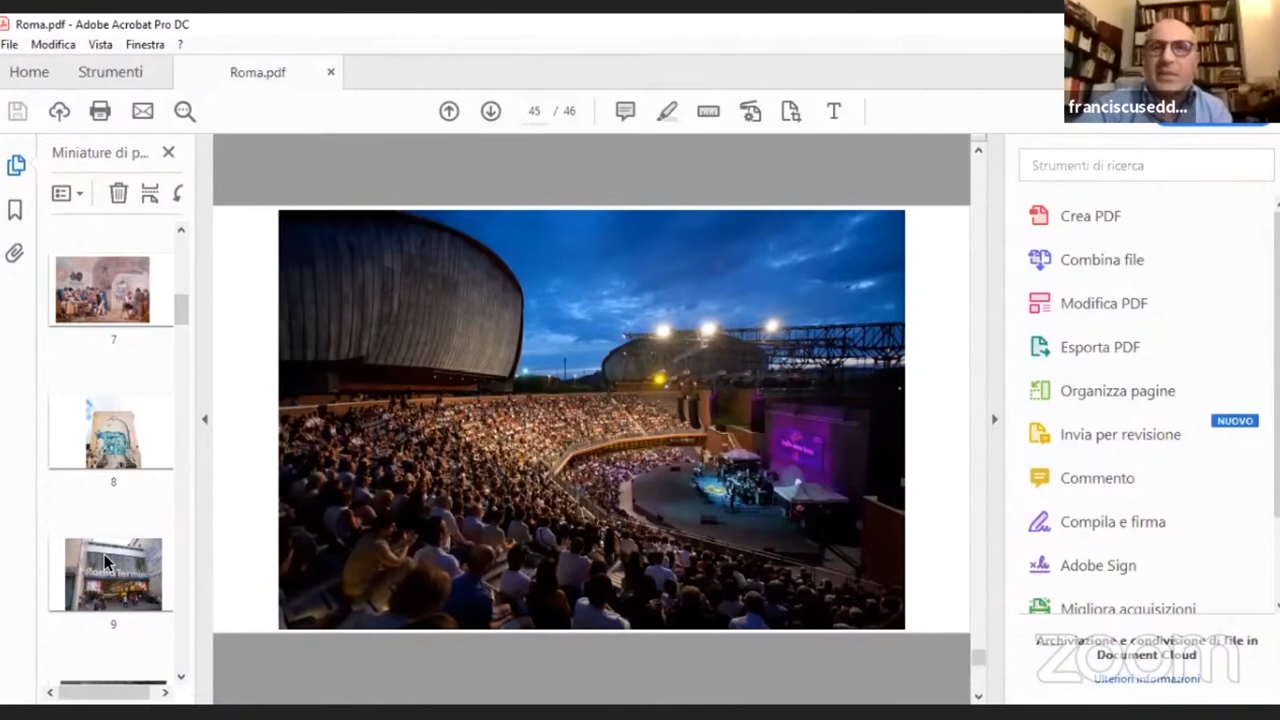 Roma.pdf - Adobe Acrobat Pro DC
File Modifica Vista Finestra ?
Home Strumenti Roma.pdf
45 / 46
franciscusedd...
Miniature di p...
Strumenti di ricerca
7
8
9
Crea PDF
Combina file
Modifica PDF
Esporta PDF
Organizza pagine
NUOVO
Invia per revisione
Commento
Compila e firma
Adobe Sign
Migliora acquisizioni
Archiviazione e condivisione di file in
Document Cloud
Ulteriori informazioni
zoom